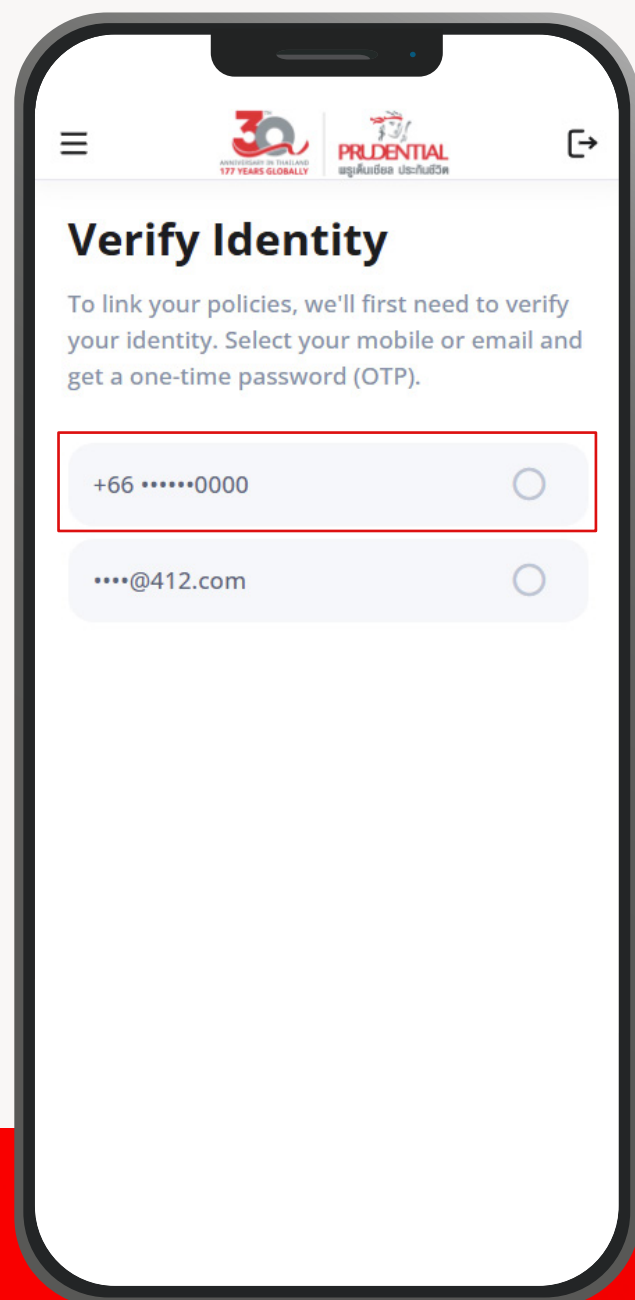 30
ANNIVERSARY IN THAILAND
177 YEARS GLOBALLY
PRUDENTIAL
พรูเด็นเชียล ประกันชีวิต
Verify Identity
To link your policies, we'll first need to verify
your identity. Select your mobile or email and
get a one-time password (OTP).
+66 ••••••0000
••••@412.com